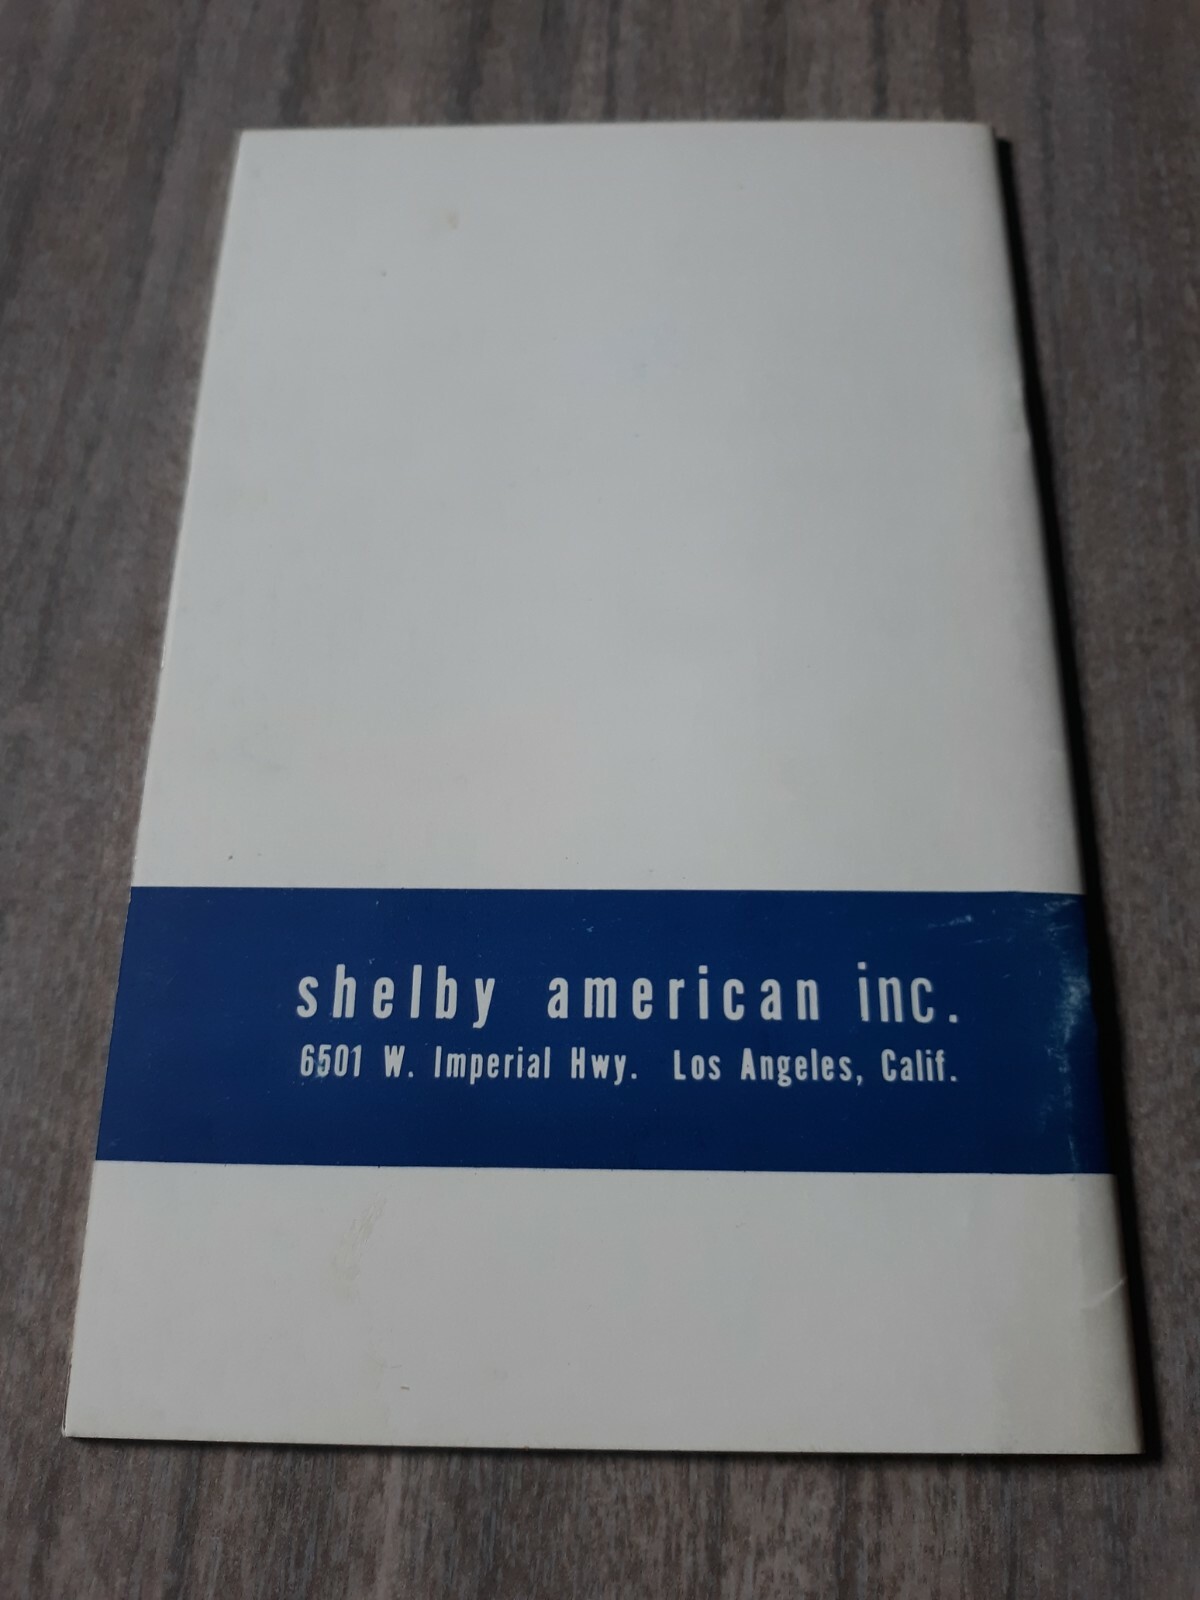 shelby american inc.
6501 W. Imperial Hwy. Los Angeles, Calif.